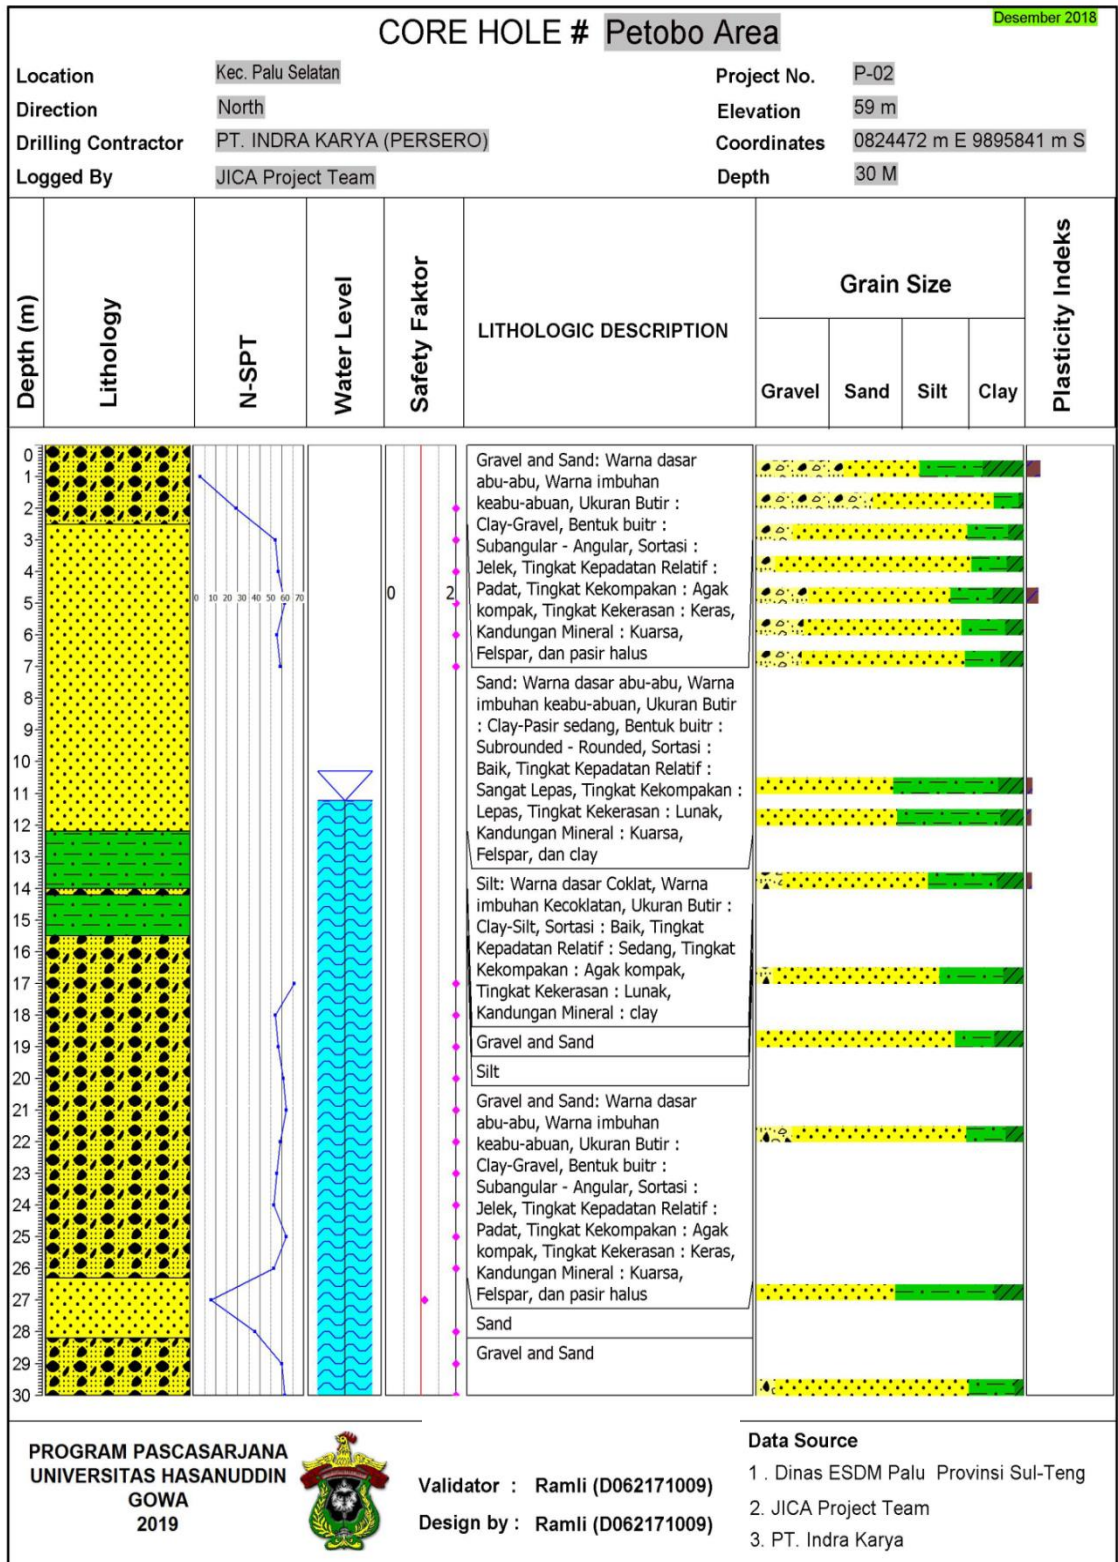 Desember 2018
CORE HOLE # Petobo Area
Location Kec. Palu Selatan
Project No. P-02
Direction North
Elevation 59 m
Drilling Contractor PT. INDRA KARYA (PERSERO)
Coordinates 0824472 m E 9895841 m S
Logged By JICA Project Team
Depth 30 M
Depth (m)
Lithology
N-SPT
Water Level
Safety Faktor
LITHOLOGIC DESCRIPTION
Grain Size
Gravel Sand Silt Clay
Plasticity Indeks
0
1
2
3
4
5
6
7
8
9
10
11
12
13
14
15
16
17
18
19
20
21
22
23
24
25
26
27
28
29
30
0 10 20 30 40 50 60 70
0 2
Gravel and Sand: Warna dasar
abu-abu, Warna imbuhan
keabu-abuan, Ukuran Butir :
Clay-Gravel, Bentuk buitr :
Subangular - Angular, Sortasi :
Jelek, Tingkat Kepadatan Relatif :
Padat, Tingkat Kekompakan : Agak
kompak, Tingkat Kekerasan : Keras,
Kandungan Mineral : Kuarsa,
Felspar, dan pasir halus
Sand: Warna dasar abu-abu, Warna
imbuhan keabu-abuan, Ukuran Butir
: Clay-Pasir sedang, Bentuk buitr :
Subrounded - Rounded, Sortasi :
Baik, Tingkat Kepadatan Relatif :
Sangat Lepas, Tingkat Kekompakan :
Lepas, Tingkat Kekerasan : Lunak,
Kandungan Mineral : Kuarsa,
Felspar, dan clay
Silt: Warna dasar Coklat, Warna
imbuhan Kecoklatan, Ukuran Butir :
Clay-Silt, Sortasi : Baik, Tingkat
Kepadatan Relatif : Sedang, Tingkat
Kekompakan : Agak kompak,
Tingkat Kekerasan : Lunak,
Kandungan Mineral : clay
Gravel and Sand
Silt
Gravel and Sand: Warna dasar
abu-abu, Warna imbuhan
keabu-abuan, Ukuran Butir :
Clay-Gravel, Bentuk buitr :
Subangular - Angular, Sortasi :
Jelek, Tingkat Kepadatan Relatif :
Padat, Tingkat Kekompakan : Agak
kompak, Tingkat Kekerasan : Keras,
Kandungan Mineral : Kuarsa,
Felspar, dan pasir halus
Sand
Gravel and Sand
PROGRAM PASCASARJANA
UNIVERSITAS HASANUDDIN
GOWA
2019
Validator : Ramli (D062171009)
Design by : Ramli (D062171009)
Data Source
1 . Dinas ESDM Palu Provinsi Sul-Teng
2. JICA Project Team
3. PT. Indra Karya